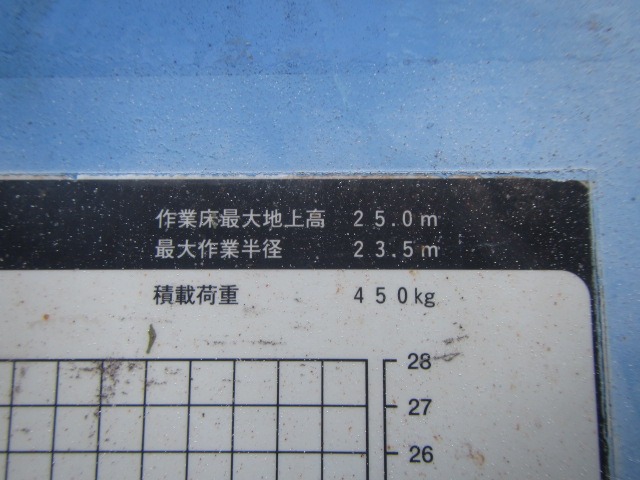 作業床最大地上高 25.0m
最大作業半径 23.5m
積載荷重 450kg
28
27
26